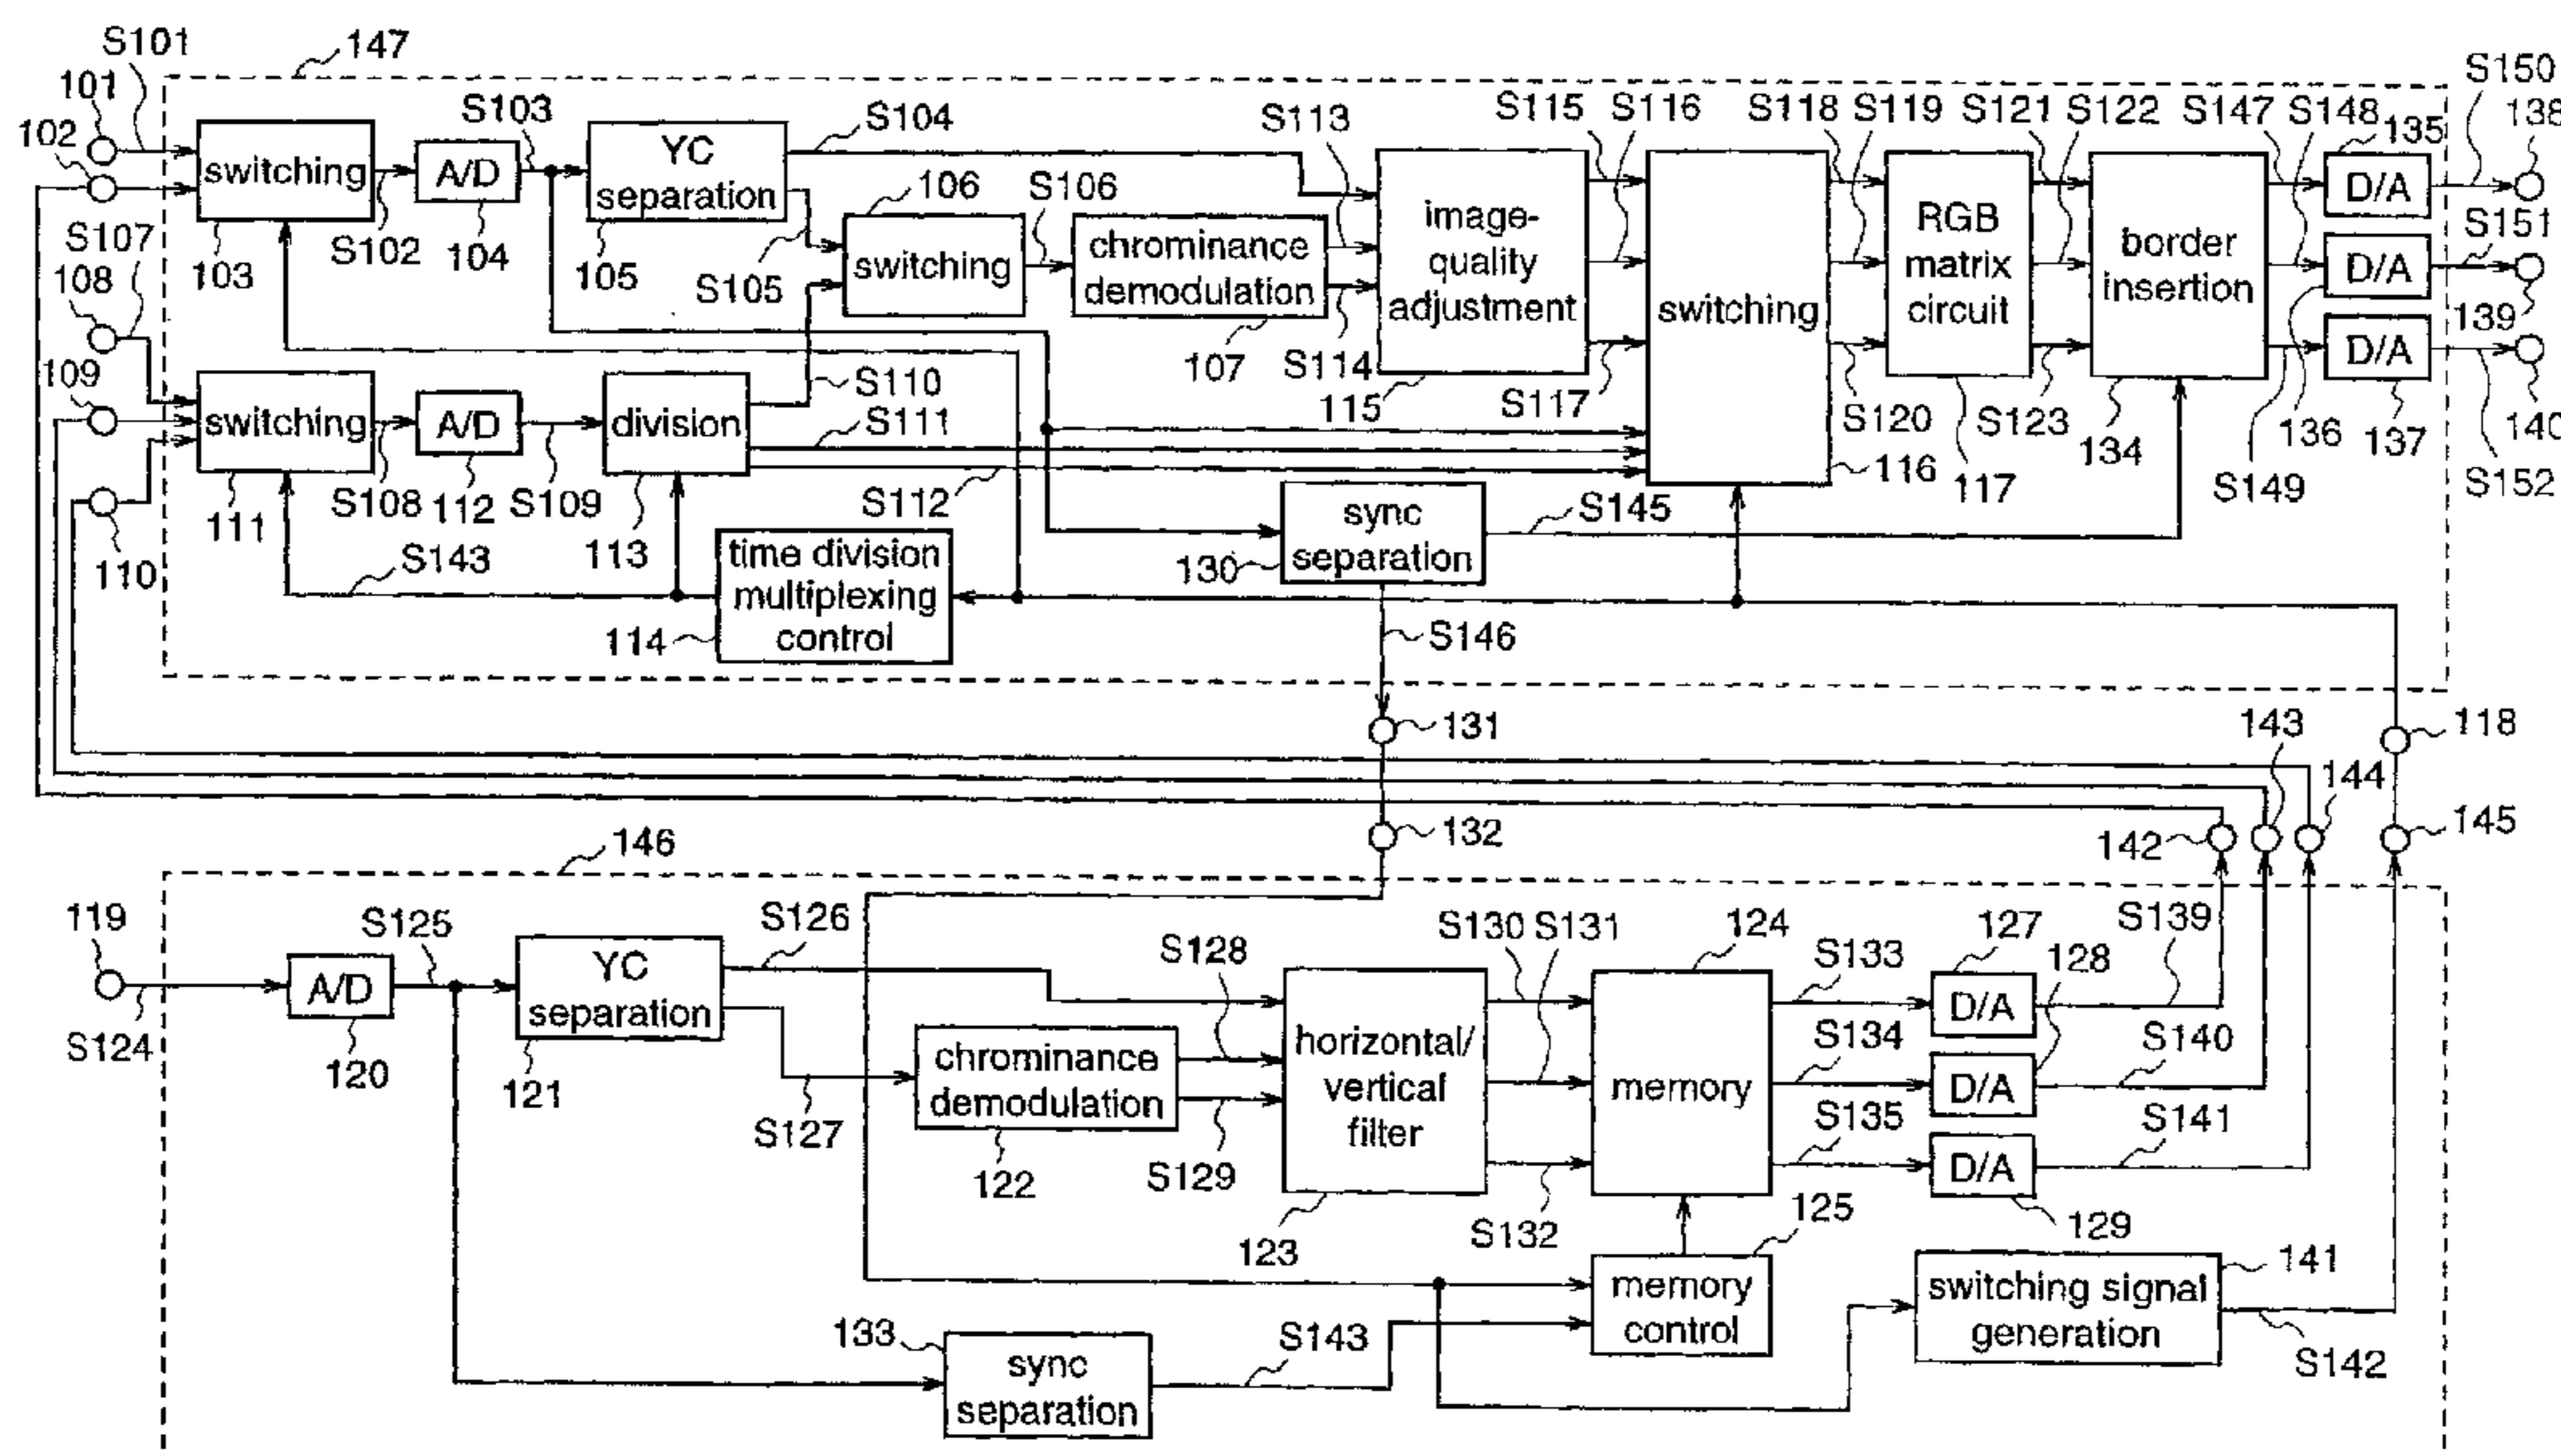 S101
147
101
102
S103
S104
S113
S115
S116
S118
S119
S121
S122
S147
S148
135
S150
138
switching
A/D
YC
separation
106
S106
image-
quality
adjustment
switching
RGB
matrix
circuit
border
insertion
D/A
D/A
D/A
S151
139
140
S107
108
103
S102
104
105
S105
switching
chrominance
demodulation
107
S114
115
S117
109
switching
A/D
division
S110
S111
S120
S123
134
136
137
S149
S152
116
117
110
111
S108
112
S109
113
S112
S143
time division
multiplexing
control
114
sync
separation
130
S145
S146
131
118
143
144
132
142
145
146
119
S124
S125
A/D
120
YC
separation
121
S126
S127
chrominance
demodulation
122
S128
S129
horizontal/
vertical
filter
123
S130
S131
S132
124
memory
S133
S134
S135
127
128
D/A
D/A
D/A
129
S139
S140
S141
125
memory
control
133
sync
separation
S143
switching signal
generation
141
S142